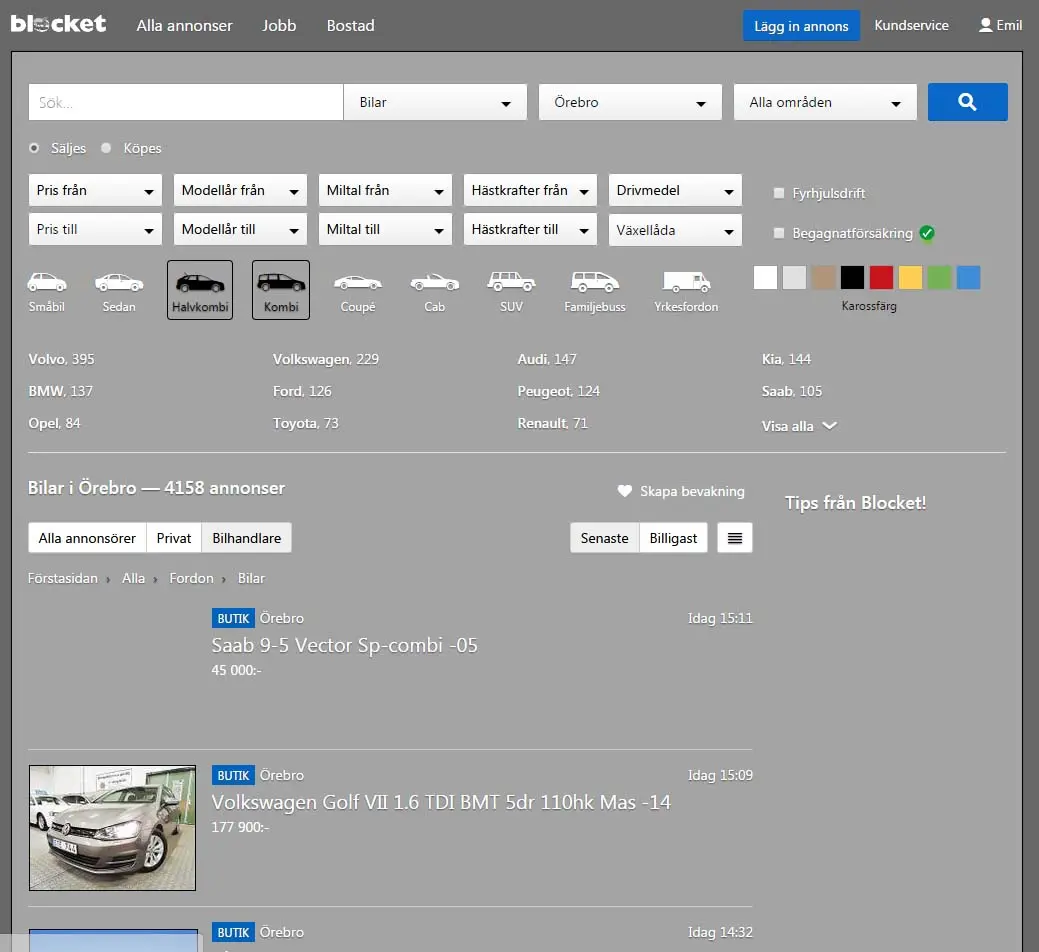 blocket Alla annonser Jobb Bostad Lägg in annons Kundservice Emil
Sök... Bilar Örebro Alla områden
Säljes Köpes
Pris från Modellår från Miltal från Hästkrafter från Drivmedel Fyrhjulsdrift
Pris till Modellår till Miltal till Hästkrafter till Växellåda Begagnatförsäkring
Småbil Sedan Halvkombi Kombi Coupé Cab SUV Familjebuss Yrkesfordon Karossfärg
Volvo, 395 Volkswagen, 229 Audi, 147 Kia, 144
BMW, 137 Ford, 126 Peugeot, 124 Saab, 105
Opel, 84 Toyota, 73 Renault, 71 Visa alla
Bilar i Örebro — 4158 annonser Skapa bevakning Tips från Blocket!
Alla annonsörer Privat Bilhandlare Senaste Billigast
Förstasidan › Alla › Fordon › Bilar
BUTIK Örebro Idag 15:11
Saab 9-5 Vector Sp-combi -05
45 000:-
BUTIK Örebro Idag 15:09
Volkswagen Golf VII 1.6 TDI BMT 5dr 110hk Mas -14
177 900:-
BUTIK Örebro Idag 14:32